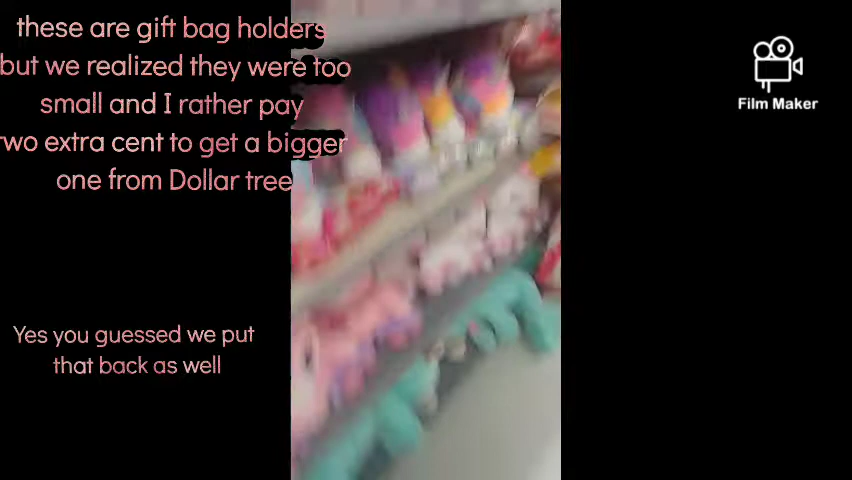 these are gift bag holders
but we realized they were too
small and I rather pay
two extra cent to get a bigger
one from Dollar tree
Yes you guessed we put
that back as well
Film Maker